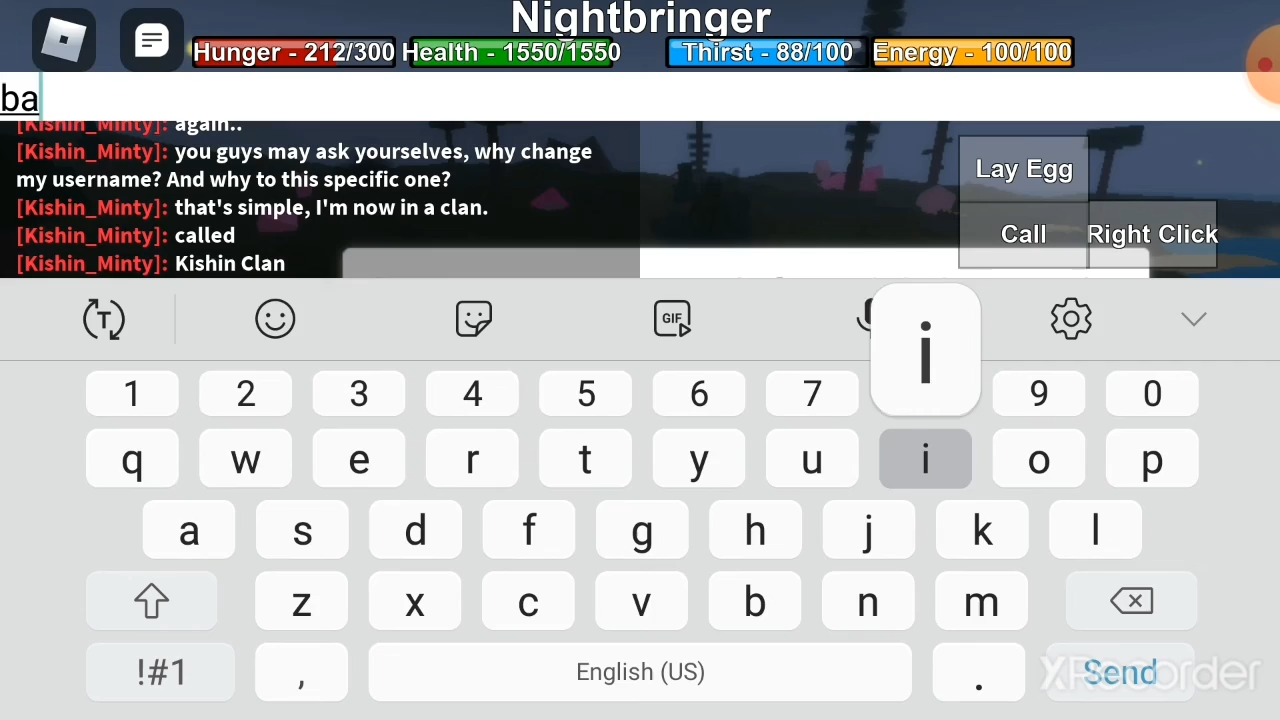 Nightbringer
Hunger - 212/300 Health - 1550/1550 Thirst - 88/100 Energy - 100/100
ba
[Kishin_Minty]: again..
[Kishin_Minty]: you guys may ask yourselves, why change
my username? And why to this specific one?
[Kishin_Minty]: that's simple, I'm now in a clan.
[Kishin_Minty]: called
[Kishin_Minty]: Kishin Clan
Lay Egg
Call Right Click
T GIF
i
1 2 3 4 5 6 7 9 0
q w e r t y u i o p
a s d f g h j k l
z x c v b n m
!#1 , English (US) . Send
XRecorder